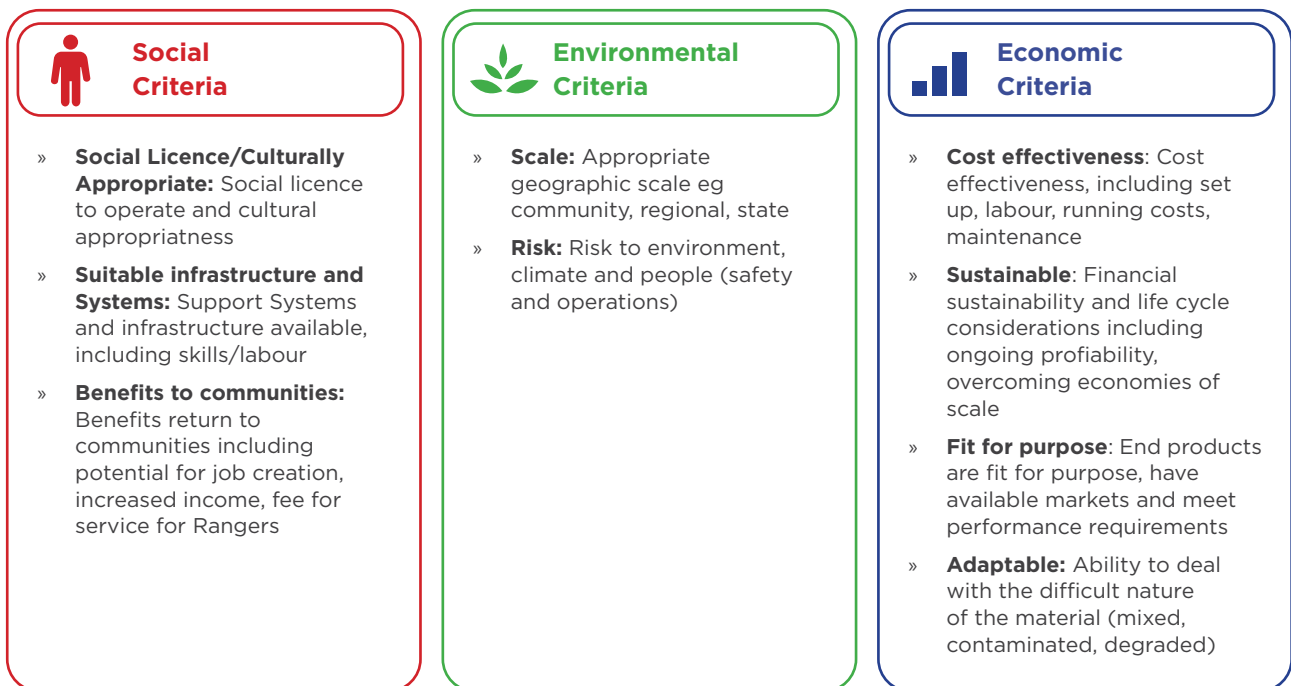 Social
Criteria
» Social Licence/Culturally
Appropriate: Social licence
to operate and cultural
appropriatness
» Suitable infrastructure and
Systems: Support Systems
and infrastructure available,
including skills/labour
» Benefits to communities:
Benefits return to
communities including
potential for job creation,
increased income, fee for
service for Rangers
Environmental
Criteria
» Scale: Appropriate
geographic scale eg
community, regional, state
» Risk: Risk to environment,
climate and people (safety
and operations)
Economic
Criteria
» Cost effectiveness: Cost
effectiveness, including set
up, labour, running costs,
maintenance
» Sustainable: Financial
sustainability and life cycle
considerations including
ongoing profiability,
overcoming economies of
scale
» Fit for purpose: End products
are fit for purpose, have
available markets and meet
performance requirements
» Adaptable: Ability to deal
with the difficult nature
of the material (mixed,
contaminated, degraded)